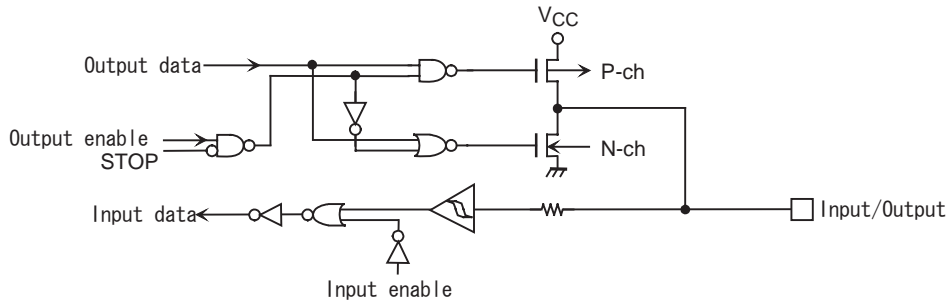 VCC
Output data
P-ch
Output enable
STOP
N-ch
Input data
Input/Output
Input enable